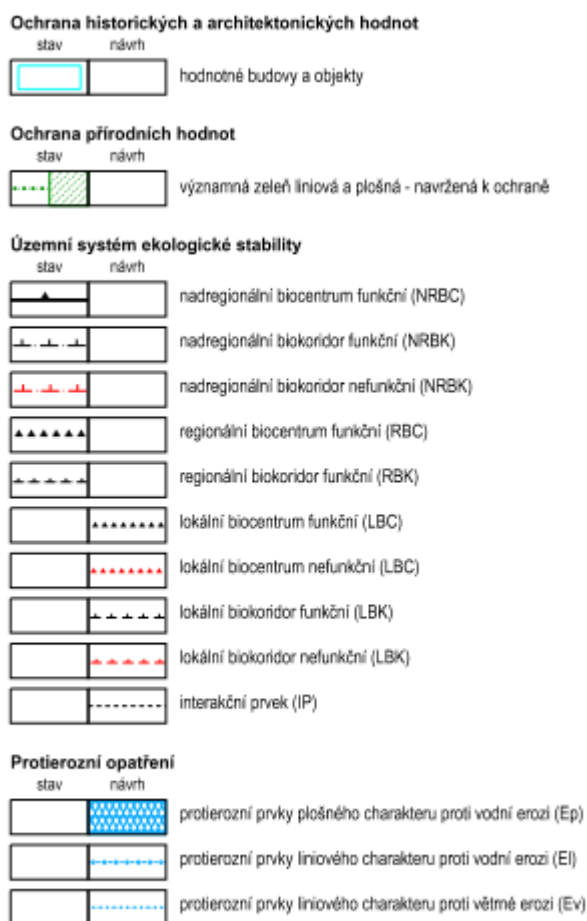 Ochrana historických a architektonických hodnot
stav návrh
hodnotné budovy a objekty
Ochrana přírodních hodnot
stav návrh
významná zeleň liniová a plošná - navržená k ochraně
Územní systém ekologické stability
stav návrh
nadregionální biocentrum funkční (NRBC)
nadregionální biokoridor funkční (NRBK)
nadregionální biokoridor nefunkční (NRBK)
regionální biocentrum funkční (RBC)
regionální biokoridor funkční (RBK)
lokální biocentrum funkční (LBC)
lokální biocentrum nefunkční (LBC)
lokální biokoridor funkční (LBK)
lokální biokoridor nefunkční (LBK)
interakční prvek (IP)
Protierozní opatření
stav návrh
protierozní prvky plošného charakteru proti vodní erozi (Ep)
protierozní prvky liniového charakteru proti vodní erozi (El)
protierozní prvky liniového charakteru proti větrné erozi (Ev)